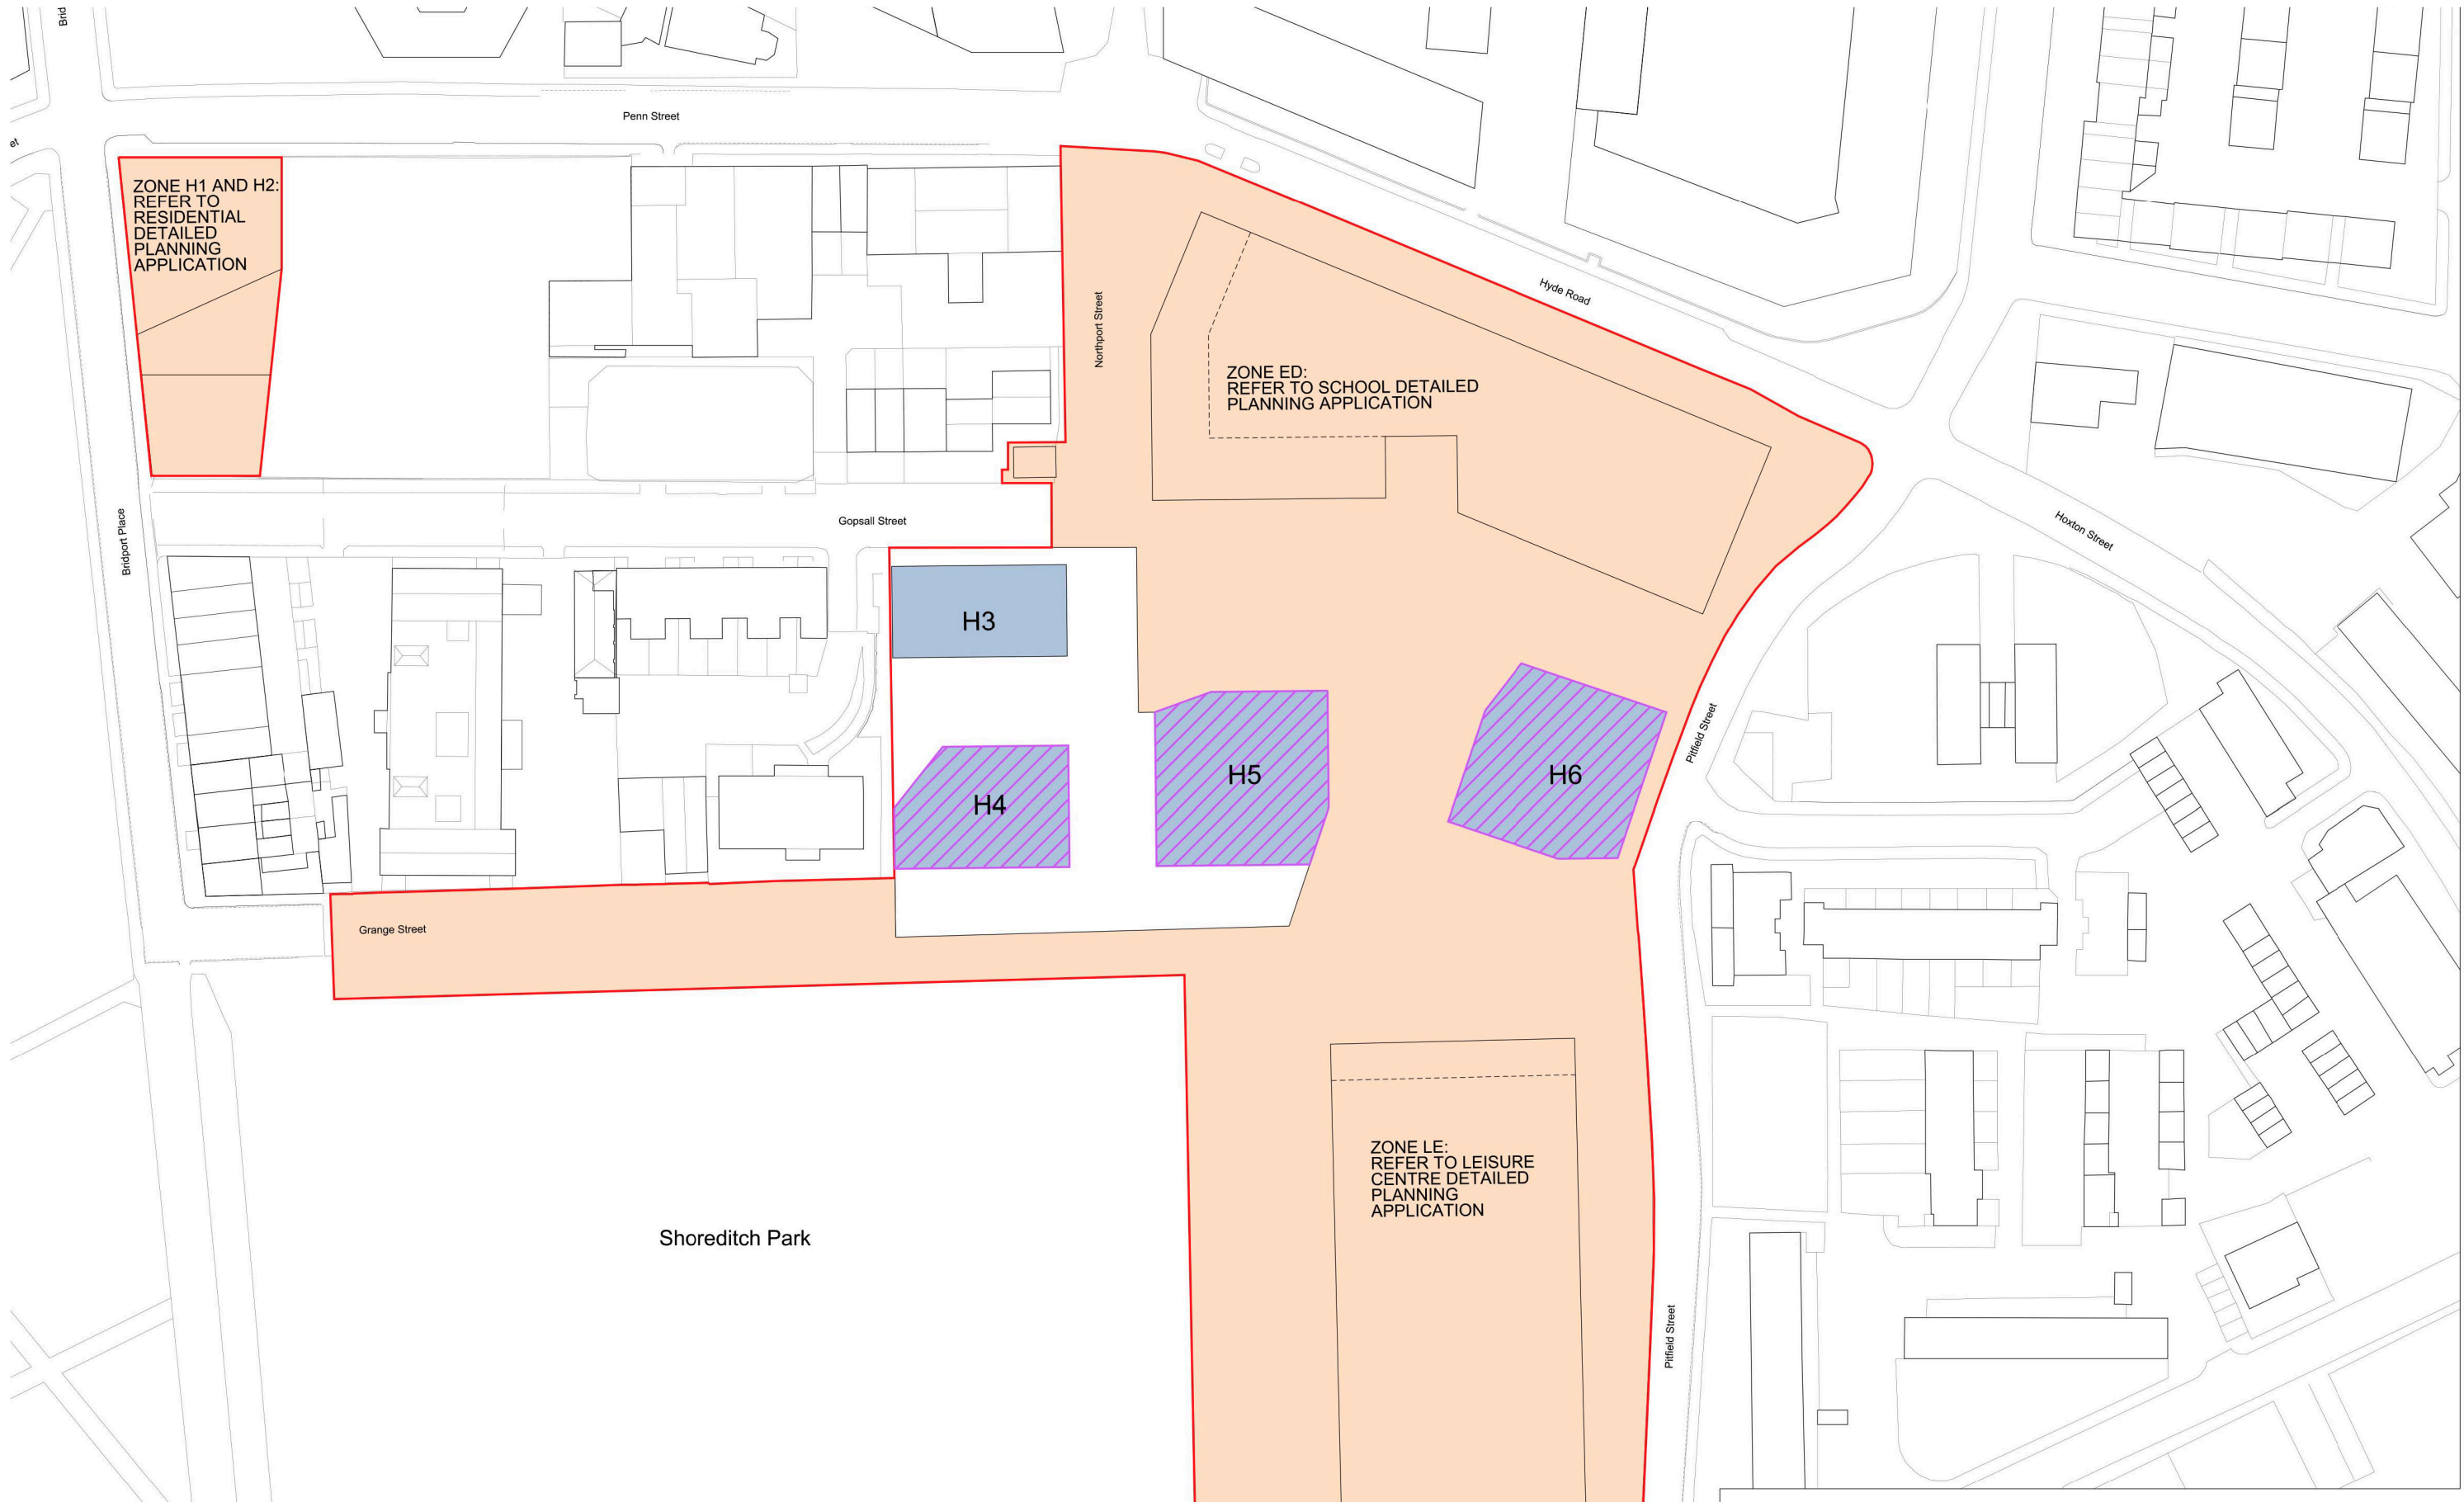 Brid
et
Penn Street
ZONE H1 AND H2:
REFER TO
RESIDENTIAL
DETAILED
PLANNING
APPLICATION
Northport Street
Hyde Road
ZONE ED:
REFER TO SCHOOL DETAILED
PLANNING APPLICATION
Bridport Place
Gopsall Street
Hoxton Street
H3
H4
H5
H6
Pitfield Street
Grange Street
ZONE LE:
REFER TO LEISURE
CENTRE DETAILED
PLANNING
APPLICATION
Shoreditch Park
Pitfield Street